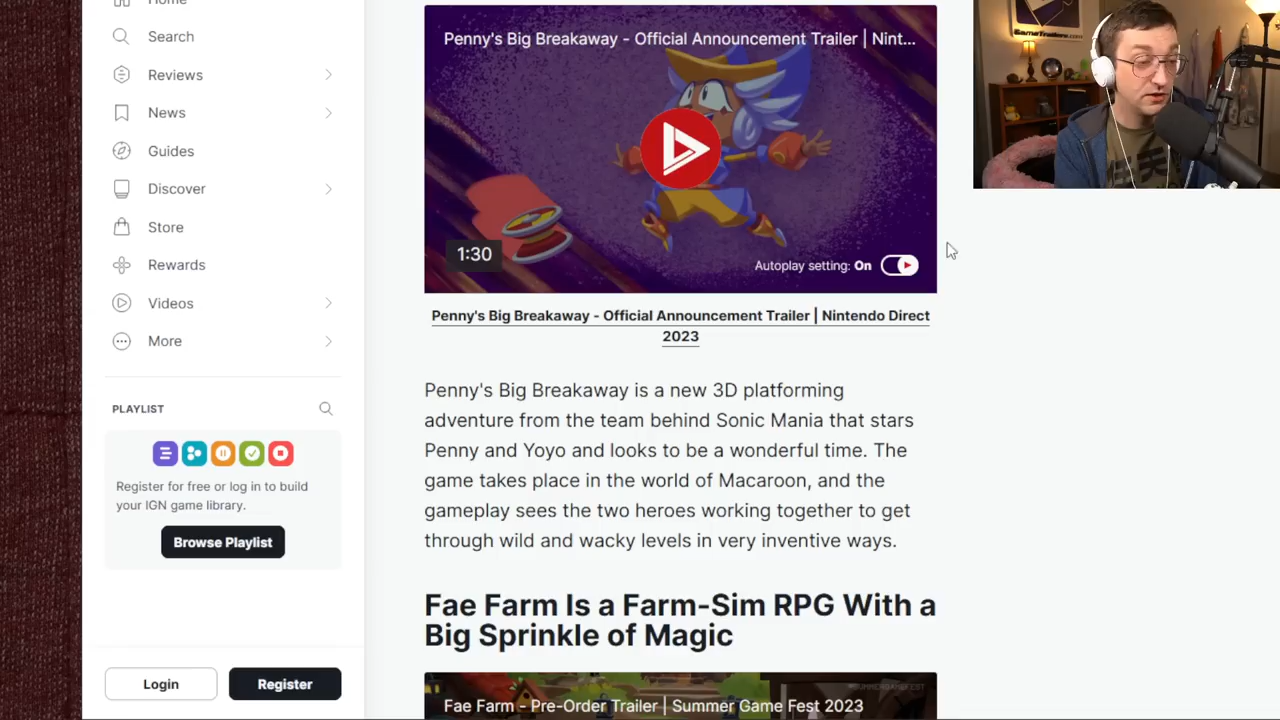 Home
Search
Reviews
News
Guides
Discover
Store
Rewards
Videos
More
PLAYLIST
Register for free or log in to build
your IGN game library.
Browse Playlist
Login
Register
Penny's Big Breakaway - Official Announcement Trailer | Nint...
1:30
Autoplay setting: On
Penny's Big Breakaway - Official Announcement Trailer | Nintendo Direct
2023
Penny's Big Breakaway is a new 3D platforming
adventure from the team behind Sonic Mania that stars
Penny and Yoyo and looks to be a wonderful time. The
game takes place in the world of Macaroon, and the
gameplay sees the two heroes working together to get
through wild and wacky levels in very inventive ways.
Fae Farm Is a Farm-Sim RPG With a
Big Sprinkle of Magic
Fae Farm - Pre-Order Trailer | Summer Game Fest 2023